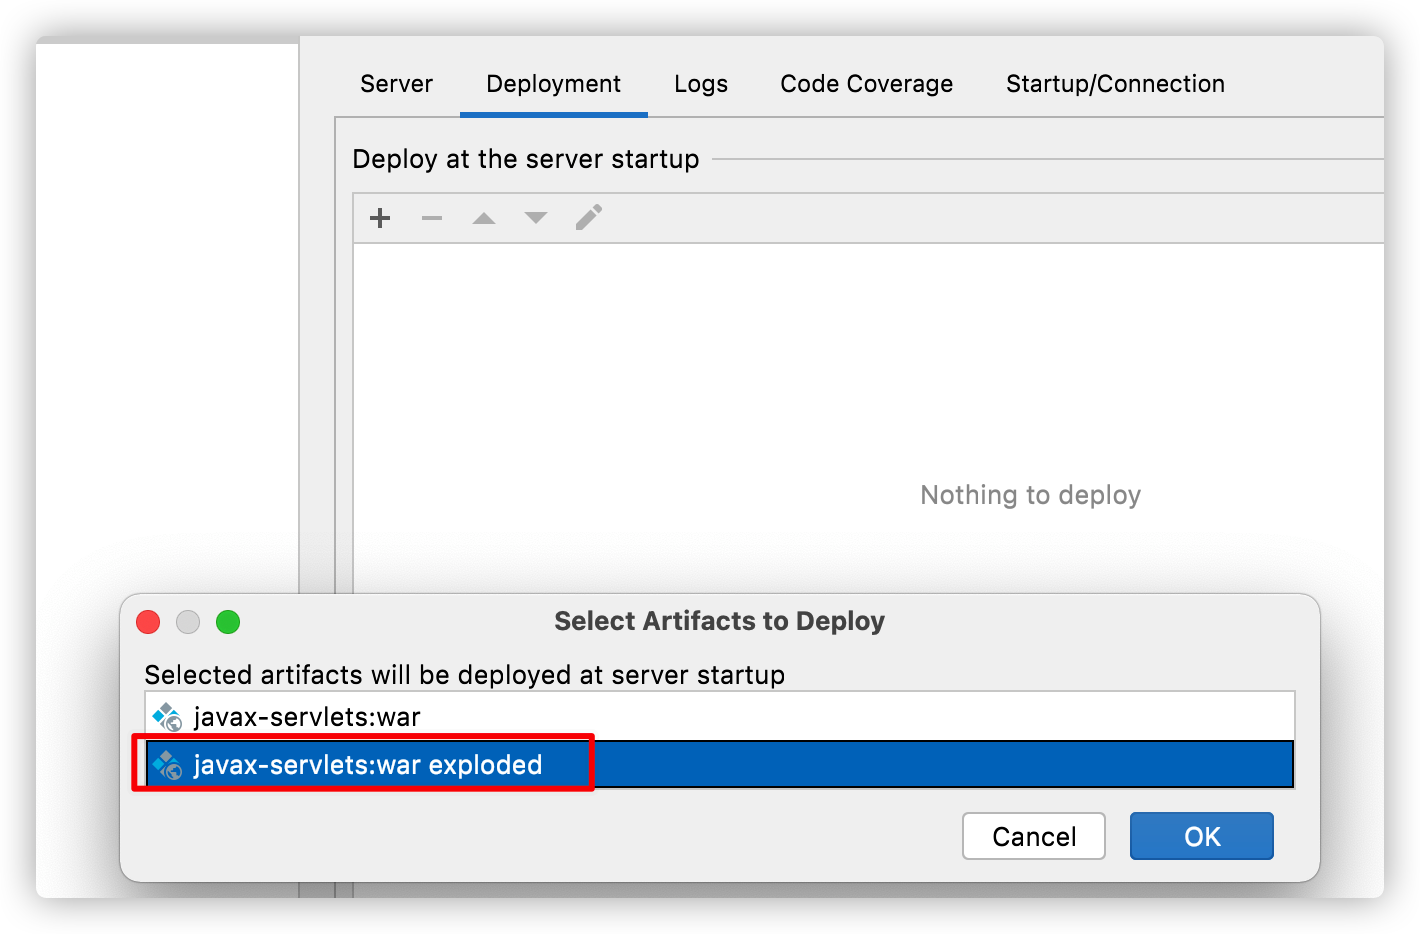 Server Deployment Logs Code Coverage Startup/Connection
Deploy at the server startup
Nothing to deploy
Select Artifacts to Deploy
Selected artifacts will be deployed at server startup
javax-servlets:war
javax-servlets:war exploded
Cancel OK